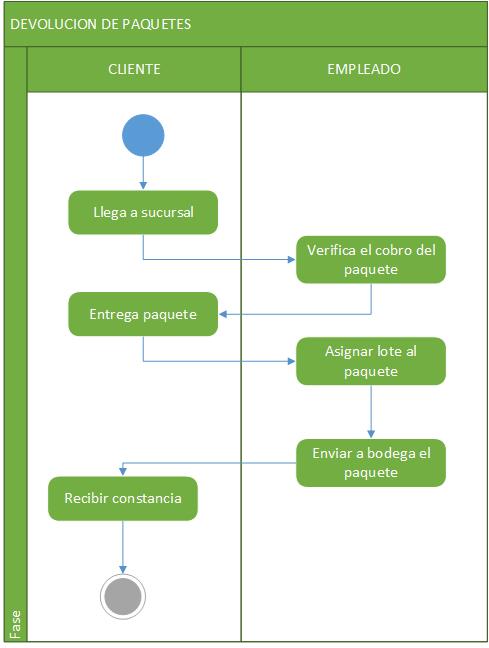 DEVOLUCION DE PAQUETES
CLIENTE
EMPLEADO
Llega a sucursal
Verifica el cobro del
paquete
Entrega paquete
Asignar lote al
paquete
Enviar a bodega el
paquete
Recibir constancia
Fase